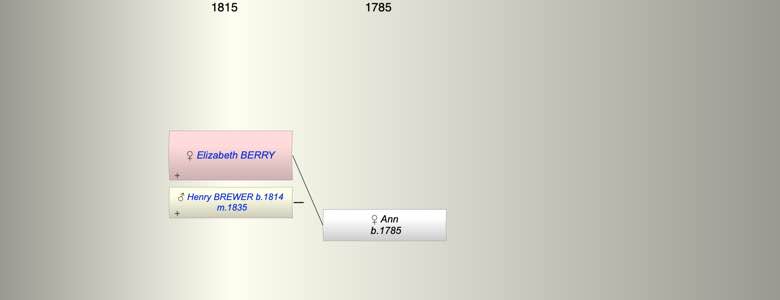 1815 1785
♀ Elizabeth BERRY
+
♂ Henry BREWER b.1814
m.1835
+
♀ Ann
b.1785